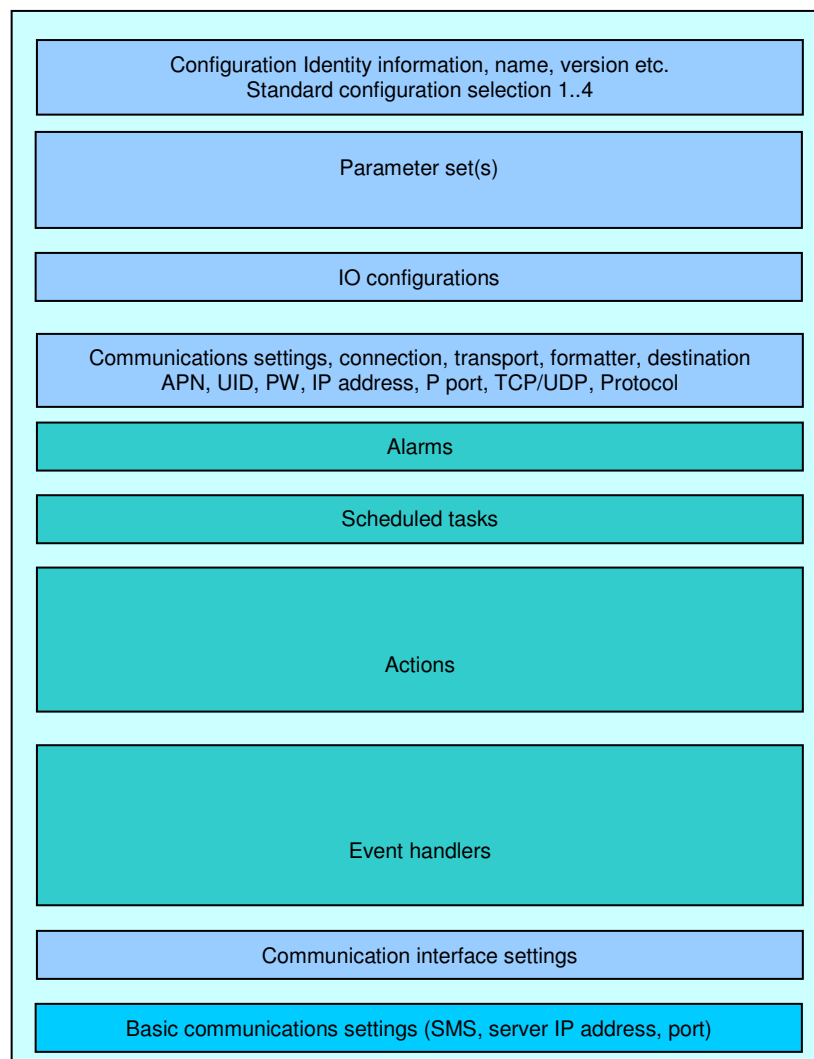 Configuration Identity information, name, version etc.
Standard configuration selection 1..4
Parameter set(s)
IO configurations
Communications settings, connection, transport, formatter, destination
APN, UID, PW, IP address, P port, TCP/UDP, Protocol
Alarms
Scheduled tasks
Actions
Event handlers
Communication interface settings
Basic communications settings (SMS, server IP address, port)